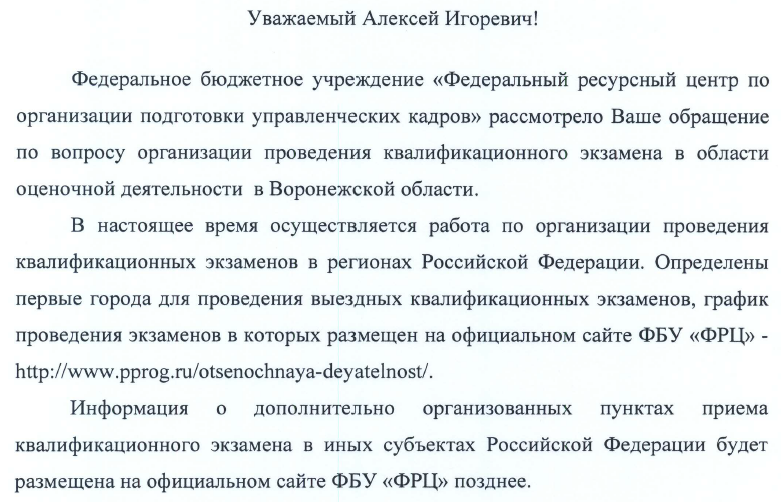 Уважаемый Алексей Игоревич!
Федеральное бюджетное учреждение «Федеральный ресурсный центр по
организации подготовки управленческих кадров» рассмотрело Ваше обращение
по вопросу организации проведения квалификационного экзамена в области
оценочной деятельности в Воронежской области.
В настоящее время осуществляется работа по организации проведения
квалификационных экзаменов в регионах Российской Федерации. Определены
первые города для проведения выездных квалификационных экзаменов, график
проведения экзаменов в которых размещен на официальном сайте ФБУ «ФРЦ» -
http://www.pprog.ru/otsenochnaya-deyatelnost/.
Информация о дополнительно организованных пунктах приема
квалификационного экзамена в иных субъектах Российской Федерации будет
размещена на официальном сайте ФБУ «ФРЦ» позднее.